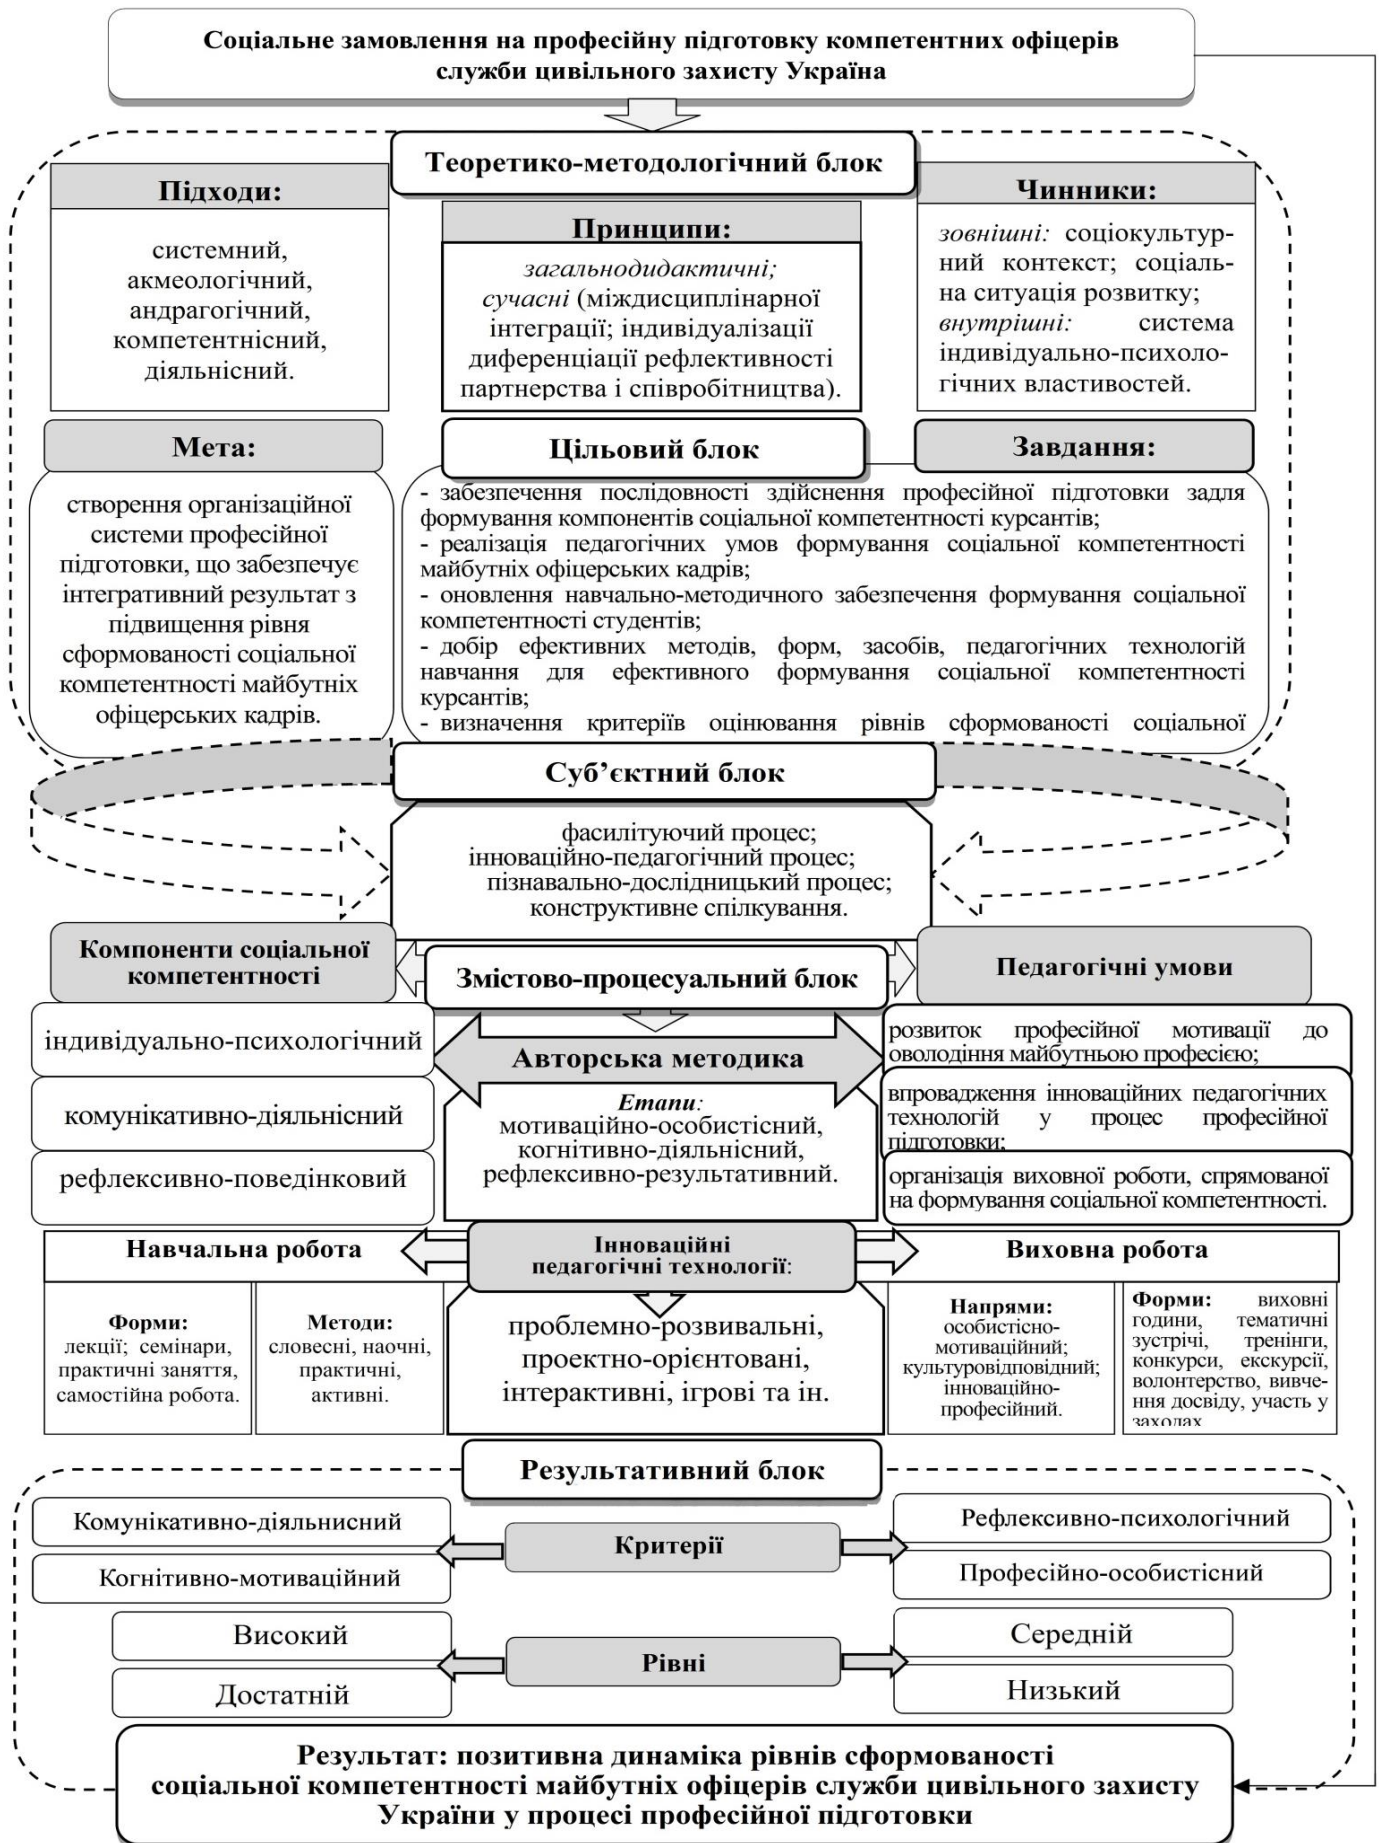 Соціальне замовлення на професійну підготовку компетентних офіцерів
служби цивільного захисту Україна
Теоретико-методологічний блок
Підходи:
системний,
акмеологічний,
андрагогічний,
компетентнісний,
діяльнісний.
Принципи:
загальнодидактичні;
сучасні (міждисциплінарної
інтеграції; індивідуалізації
диференціації рефлективності
партнерства і співробітництва).
Чинники:
зовнішні: соціокультур-
ний контекст; соціаль-
на ситуація розвитку;
внутрішні: система
індивідуально-психоло-
гічних властивостей.
Мета:
створення організаційної
системи професійної
підготовки, що забезпечує
інтегративний результат з
підвищення рівня
сформованості соціальної
компетентності майбутніх
офіцерських кадрів.
Цільовий блок
Завдання:
- забезпечення послідовності здійснення професійної підготовки задля
формування компонентів соціальної компетентності курсантів;
- реалізація педагогічних умов формування соціальної компетентності
майбутніх офіцерських кадрів;
- оновлення навчально-методичного забезпечення формування соціальної
компетентності студентів;
- добір ефективних методів, форм, засобів, педагогічних технологій
навчання для ефективного формування соціальної компетентності
курсантів;
- визначення критеріїв оцінювання рівнів сформованості соціальної
Суб’єктний блок
фасилітуючий процес;
інноваційно-педагогічний процес;
пізнавально-дослідницький процес;
конструктивне спілкування.
Компоненти соціальної
компетентності
Змістово-процесуальний блок
Педагогічні умови
індивідуально-психологічний
комунікативно-діяльнісний
рефлексивно-поведінковий
Авторська методика
Етапи:
мотиваційно-особистісний,
когнітивно-діяльнісний,
рефлексивно-результативний.
розвиток професійної мотивації до
оволодіння майбутньою професією;
впровадження інноваційних педагогічних
технологій у процес професійної
підготовки;
організація виховної роботи, спрямованої
на формування соціальної компетентності.
Навчальна робота
Інноваційні
педагогічні технології:
Виховна робота
Форми:
лекції; семінари,
практичні заняття,
самостійна робота.
Методи:
словесні, наочні,
практичні,
активні.
проблемно-розвивальні,
проектно-орієнтовані,
інтерактивні, ігрові та ін.
Напрями:
особистісно-
мотиваційний;
культуровідповідний;
інноваційно-
професійний.
Форми: виховні
години, тематичні
зустрічі, тренінги,
конкурси, екскурсії,
волонтерство, вивче-
ння досвіду, участь у
заходах
Результативний блок
Комунікативно-діяльнисний
Когнітивно-мотиваційний
Критерії
Рефлексивно-психологічний
Професійно-особистісний
Високий
Достатній
Рівні
Середній
Низький
Результат: позитивна динаміка рівнів сформованості
соціальної компетентності майбутніх офіцерів служби цивільного захисту
України у процесі професійної підготовки